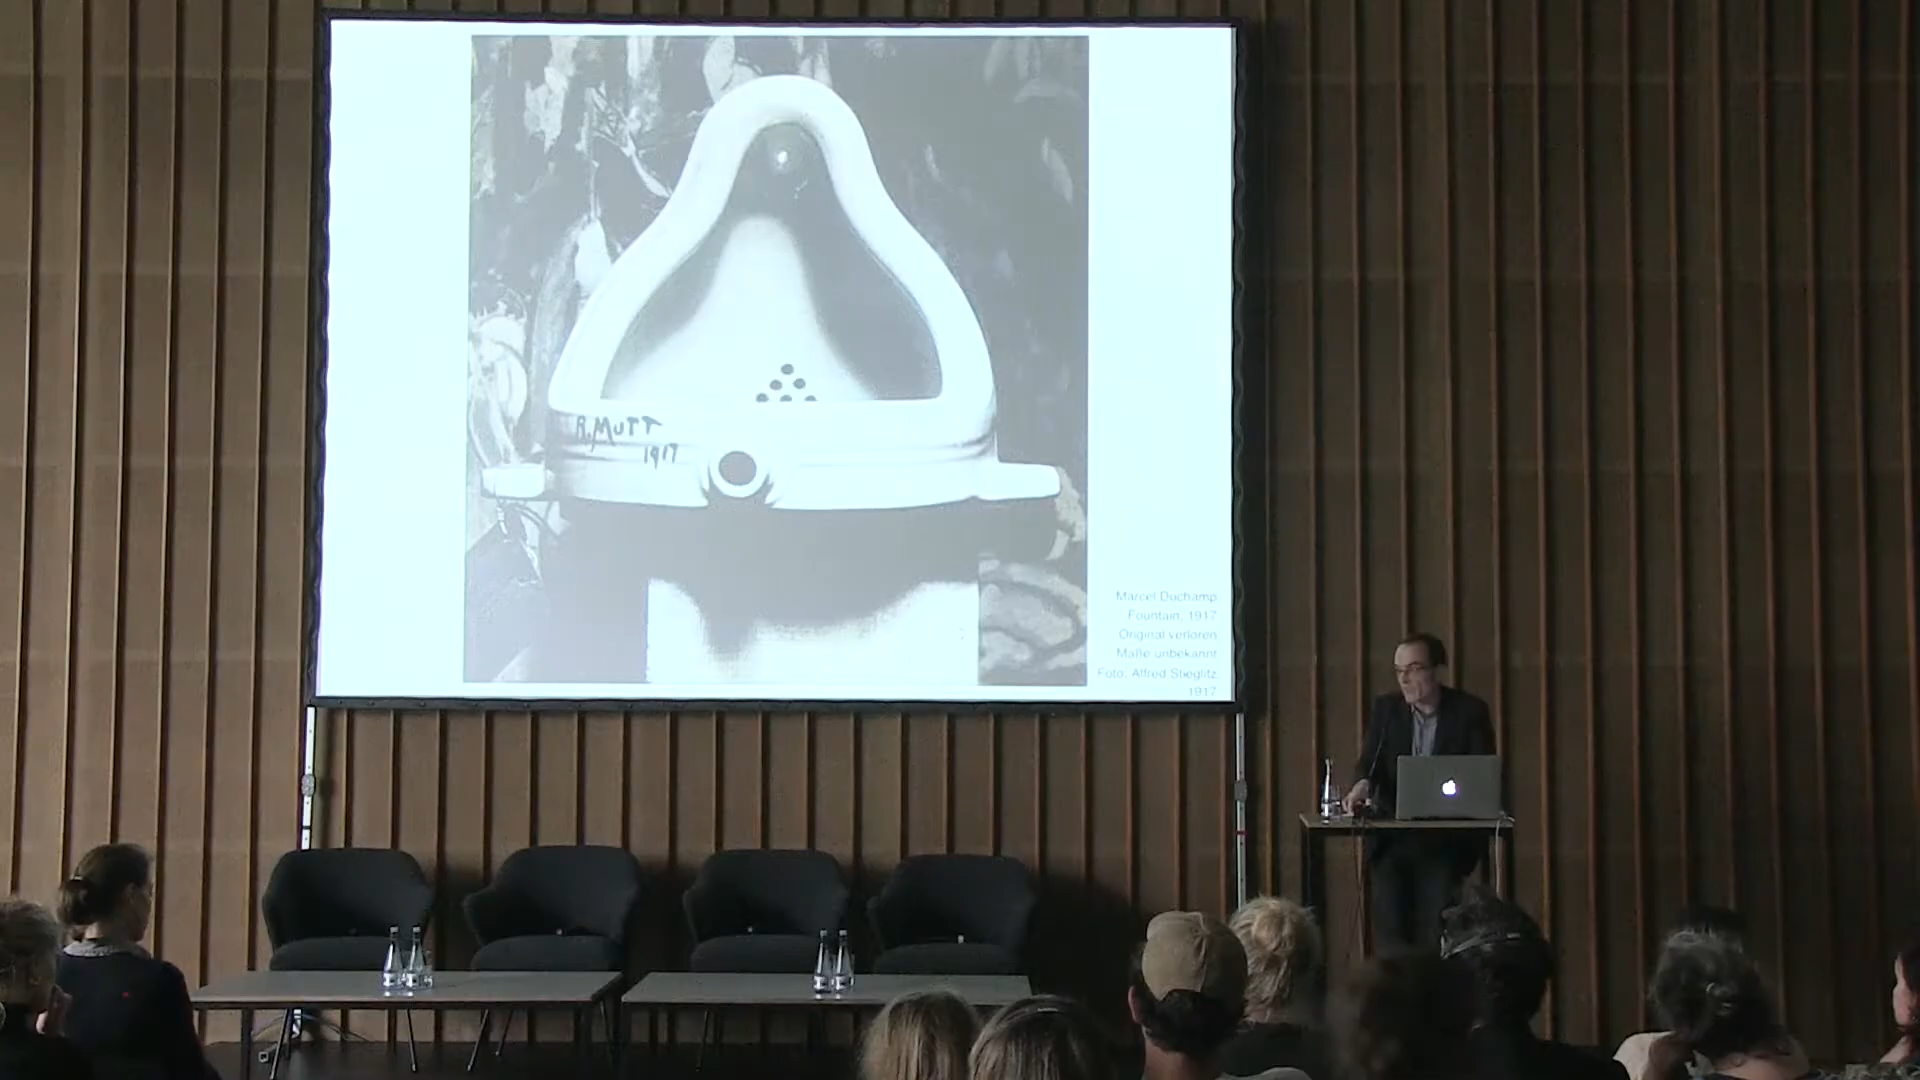 R.MUTT
1917
Marcel Duchamp
Fountain, 1917
Original verloren
Maße unbekannt
Foto: Alfred Stieglitz,
1917